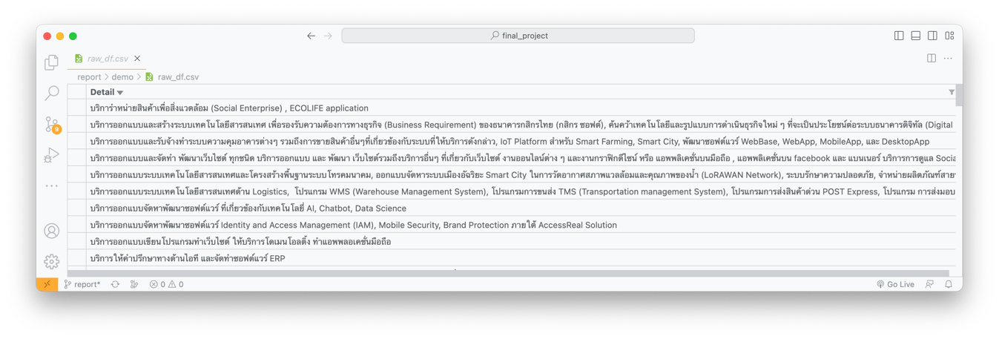 final_project
raw_df.csv
report > demo > raw_df.csv
Detail
บริการำหน่ายสินค้าเพื่อสิ่งแวดล้อม (Social Enterprise) , ECOLIFE application
บริการออกแบบและสร้างระบบเทคโนโลยีสารสนเทศ เพื่อรองรับความต้องการทางธุรกิจ (Business Requirement) ของธนาคารกสิกรไทย (กสิกร ซอฟต์), ค้นคว้าเทคโนโลยีและรูปแบบการดำเนินธุรกิจใหม่ ๆ ที่จะเป็นประโยชน์ต่อระบบธนาคารดิจิทัล (Digital
บริการออกแบบและรับจ้างทำระบบความคุมอาคารต่างๆ รวมถึงการขายสินค้าอื่นๆที่เกี่ยวข้องกับระบบที่ให้บริการดังกล่าว, IoT Platform สำหรับ Smart Farming, Smart City, พัฒนาซอฟต์แวร์ WebBase, WebApp, MobileApp, และ DesktopApp
บริการออกแบบและจัดทำ พัฒนาเว็บไซต์ ทุกชนิด บริการออกแบบ และ พัฒนา เว็บไซต์รวมถึงบริการอื่นๆ ที่เกี่ยวกับเว็บไซต์ งานออนไลน์ต่าง ๆ และงานกราฟิกดีไซน์ หรือ แอพพลิเคชั่นบนมือถือ , แอพพลิเคชั่นบน facebook และ แบนเนอร์ บริการการดูแล Socia
บริการออกแบบระบบเทคโนโลยีสารสนเทศและโครงสร้างพื้นฐานระบบโทรคมนาคม, ออกแบบจัดหาระบบเมืองอัจฉริยะ Smart City ในการวัดอากาศสภาพแวลล้อมและคุณภาพของน้ำ (LoRAWAN Network), ระบบรักษาความปลอดภัย, จำหน่ายผลิตภัณฑ์สาย
บริการออกแบบระบบเทคโนโลยีสารสนเทศด้าน Logistics, โปรแกรม WMS (Warehouse Management System), โปรแกรมการขนส่ง TMS (Transportation management System), โปรแกรมการส่งสินค้าด่วน POST Express, โปรแกรม การส่งมอบ
บริการออกแบบจัดหาพัฒนาซอฟต์แวร์ ที่เกี่ยวข้องกับเทคโนโลยี่ AI, Chatbot, Data Science
บริการออกแบบจัดหาพัฒนาซอฟต์แวร์ Identity and Access Management (IAM), Mobile Security, Brand Protection ภายใต้ AccessReal Solution
บริการออกแบบเขียนโปรแกรมทำเว็บไซต์ ให้บริการโดเมนโอลติ้ง ทำแอพพลอเคชั่นมือถือ
บริการให้คำปรึกษาทางด้านไอที และจัดทำซอฟต์แวร์ ERP
9
report* 0 0 Go Live